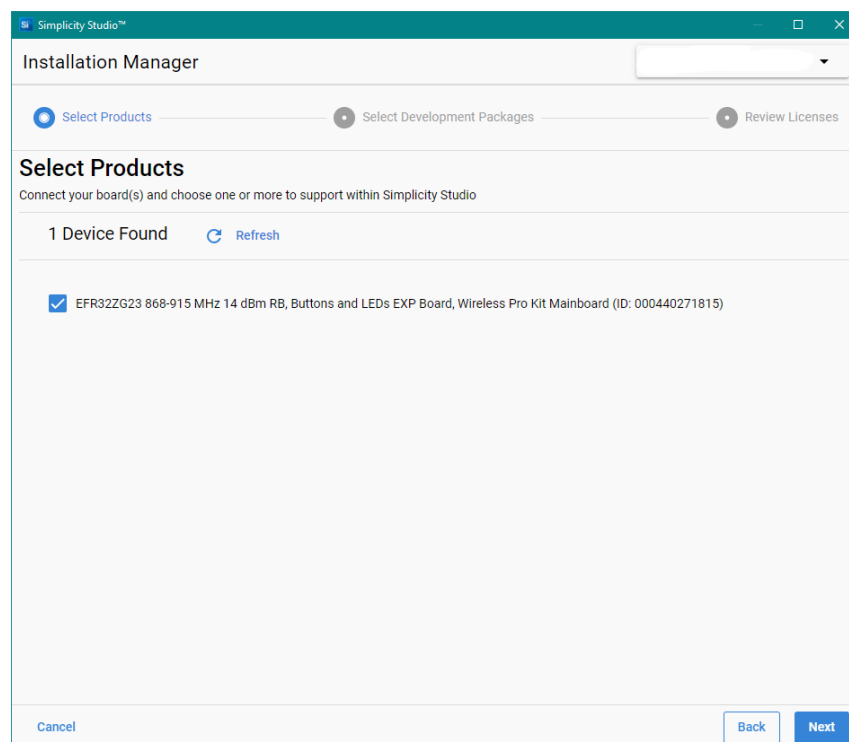 Si Simplicity Studio™
Installation Manager
Select Products
Select Development Packages
Review Licenses
Select Products
Connect your board(s) and choose one or more to support within Simplicity Studio
1 Device Found
Refresh
EFR32ZG23 868-915 MHz 14 dBm RB, Buttons and LEDs EXP Board, Wireless Pro Kit Mainboard (ID: 000440271815)
Cancel
Back
Next